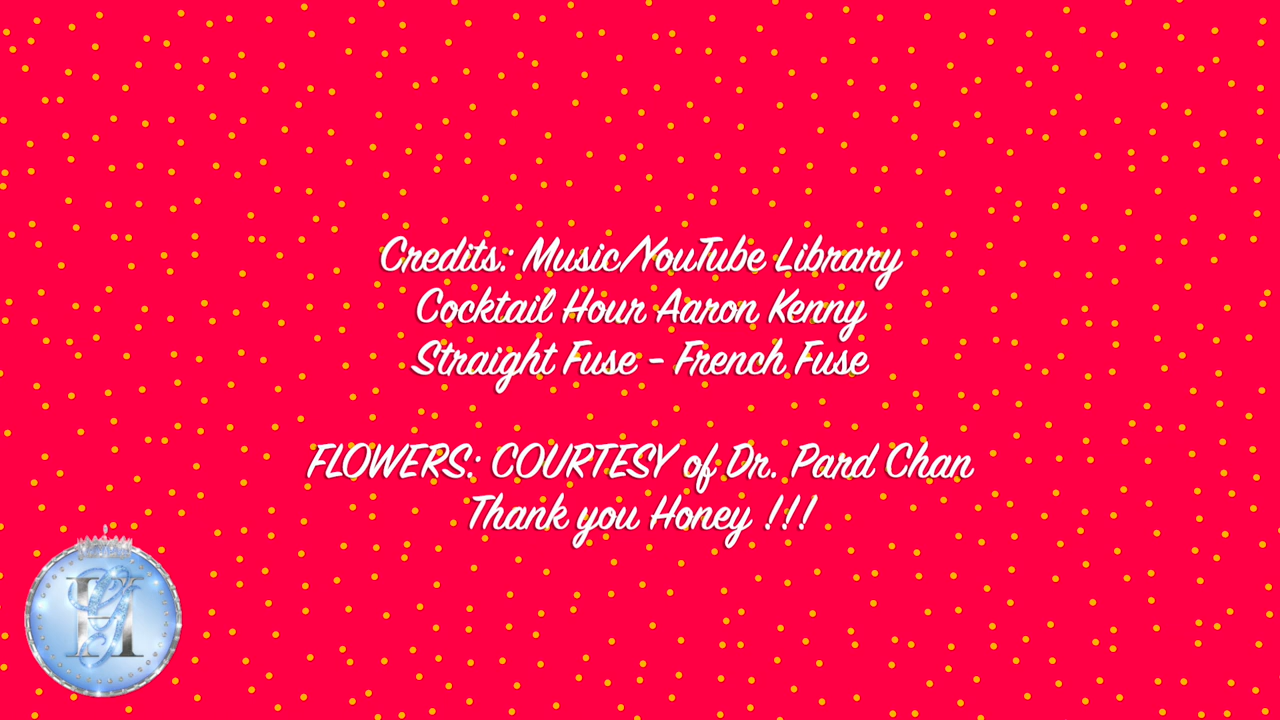 Credits: Music/YouTube Library
Cocktail Hour Aaron Kenny
Straight Fuse - French Fuse
FLOWERS: COURTESY of Dr. Pard Chan
Thank you Honey !!!
H
G